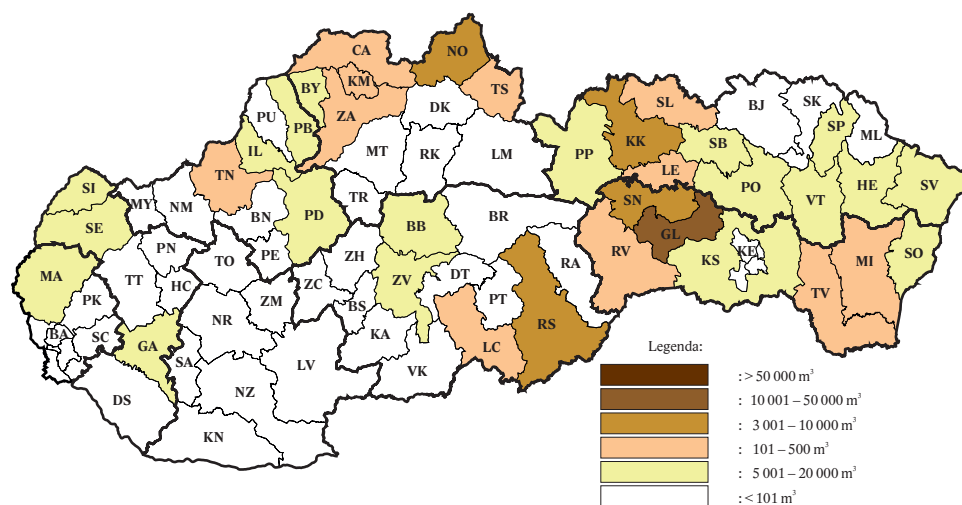 CA
NO
KM
TS
BY
ZA
DK
PU
PB
SL
BJ
SK
SP
ML
IL
MT
RK
LM
PP
KK
SB
TN
LE
PO
VT
HE
SV
SI
MY
NM
BN
PD
TR
SN
SE
BR
BB
GL
PN
PE
ZH
RV
KS
KE
MI
SO
MA
TT
TO
HC
ZC
ZV
DT
RA
TV
PK
ZM
BS
PT
BA
SC
NR
KA
RS
GA
SA
LC
LV
VK
DS
NZ
KN
Legenda:
: > 50 000 m³
: 10 001 – 50 000 m³
: 3 001 – 10 000 m³
: 101 – 500 m³
: 5 001 – 20 000 m³
: < 101 m³